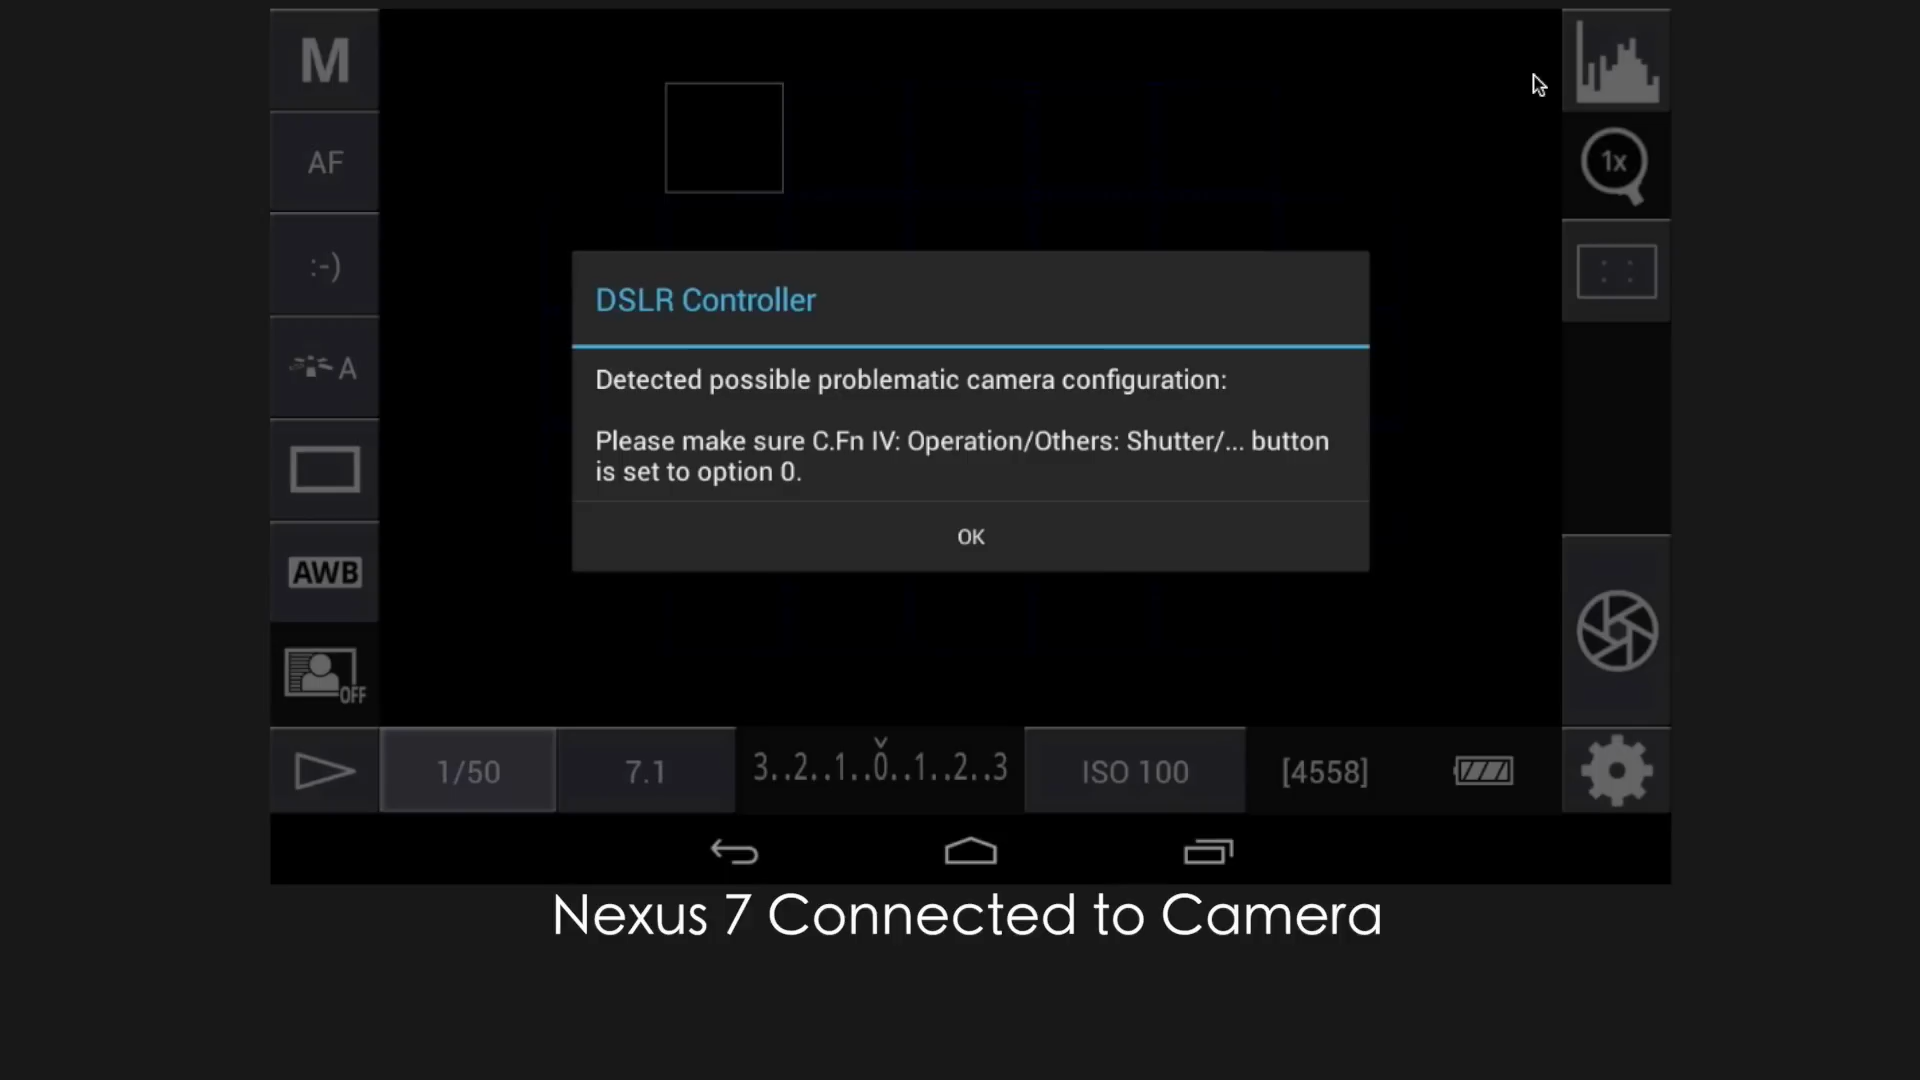 M
AF
:-)
A
AWB
OFF
1x
DSLR Controller
Detected possible problematic camera configuration:
Please make sure C.Fn IV: Operation/Others: Shutter/... button
is set to option 0.
OK
1/50
7.1
3..2..1..0..1..2..3
ISO 100
[4558]
Nexus 7 Connected to Camera